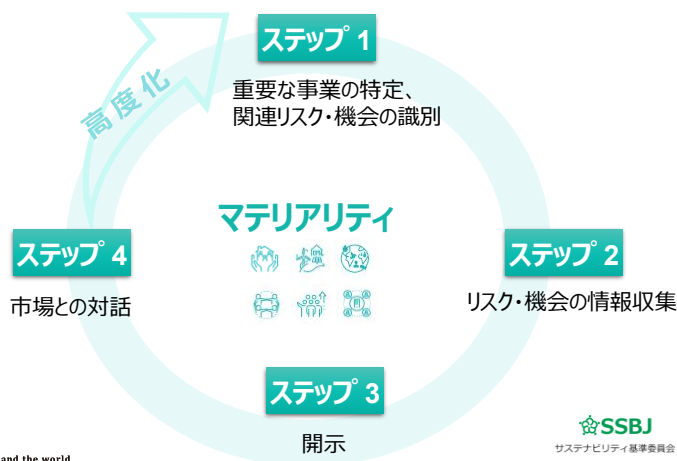 ステップ 1
重要な事業の特定、
関連リスク・機会の識別
高度化
マテリアリティ
ステップ 4
市場との対話
ステップ 2
リスク・機会の情報収集
ステップ 3
開示
SSBJ
サステナビリティ基準委員会
and the world